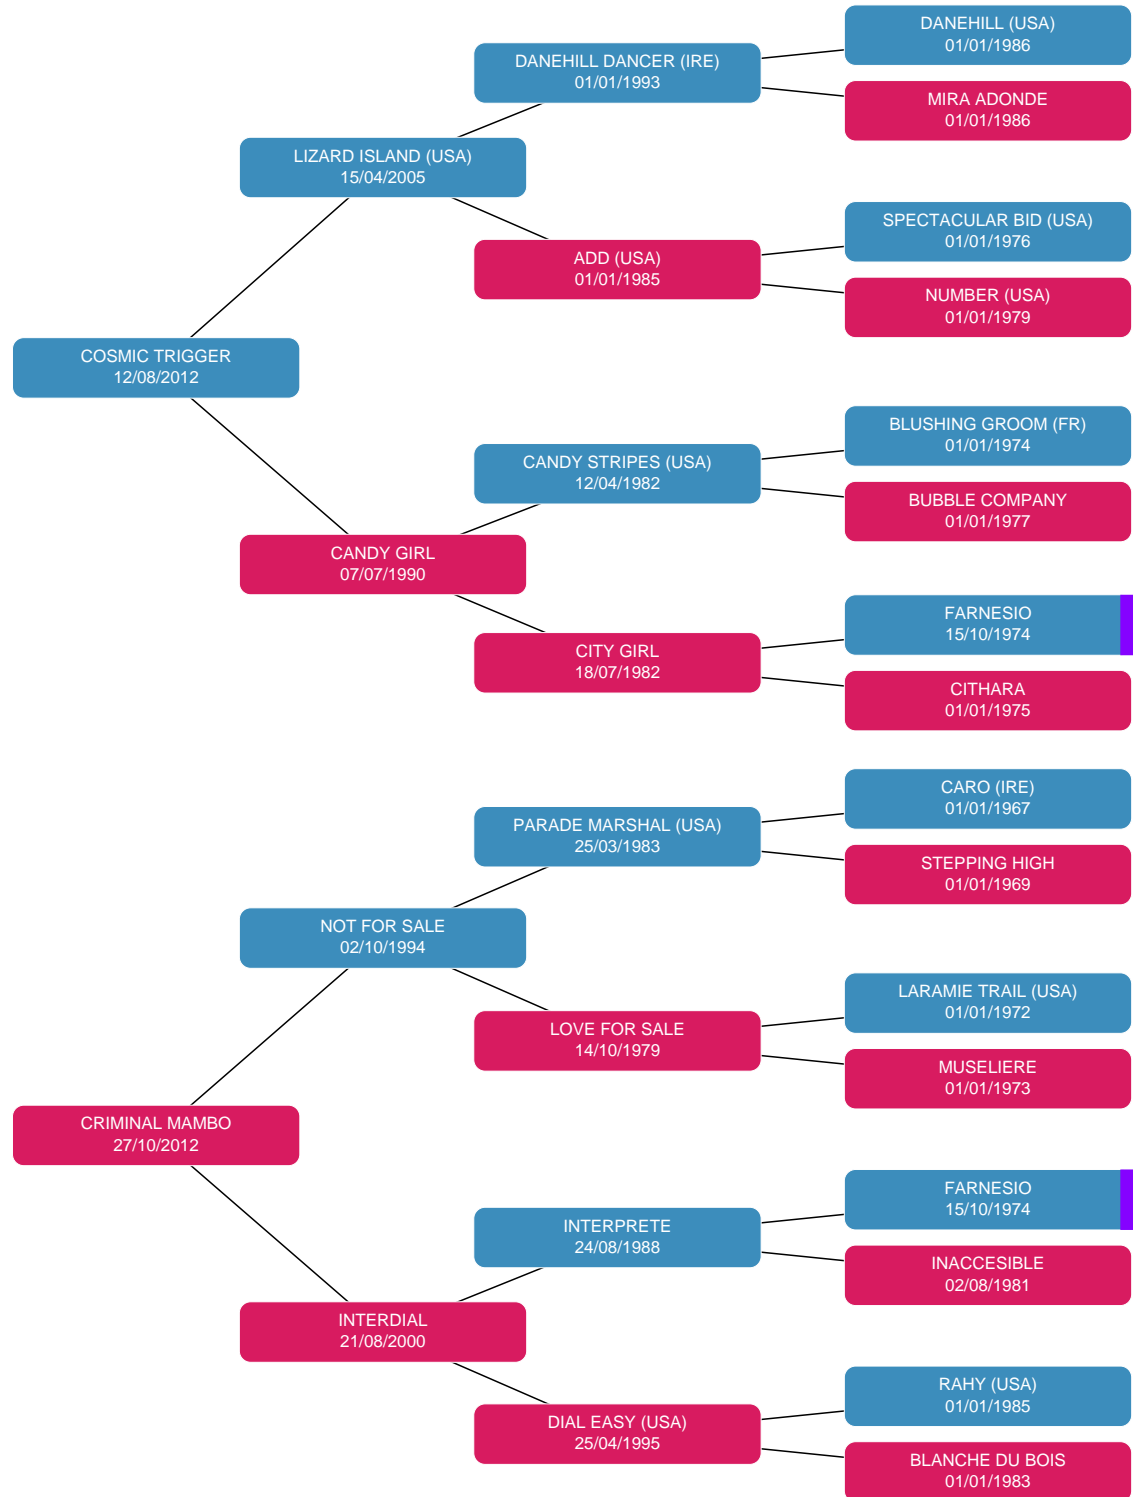 DANEHILL (USA)
01/01/1986
DANEHILL DANCER (IRE)
01/01/1993
MIRA ADONDE
01/01/1986
LIZARD ISLAND (USA)
15/04/2005
SPECTACULAR BID (USA)
01/01/1976
ADD (USA)
01/01/1985
NUMBER (USA)
01/01/1979
COSMIC TRIGGER
12/08/2012
BLUSHING GROOM (FR)
01/01/1974
CANDY STRIPES (USA)
12/04/1982
BUBBLE COMPANY
01/01/1977
CANDY GIRL
07/07/1990
FARNESIO
15/10/1974
CITY GIRL
18/07/1982
CITHARA
01/01/1975
CARO (IRE)
01/01/1967
PARADE MARSHAL (USA)
25/03/1983
STEPPING HIGH
01/01/1969
NOT FOR SALE
02/10/1994
LARAMIE TRAIL (USA)
01/01/1972
LOVE FOR SALE
14/10/1979
MUSELIERE
01/01/1973
CRIMINAL MAMBO
27/10/2012
FARNESIO
15/10/1974
INTERPRETE
24/08/1988
INACCESIBLE
02/08/1981
INTERDIAL
21/08/2000
RAHY (USA)
01/01/1985
DIAL EASY (USA)
25/04/1995
BLANCHE DU BOIS
01/01/1983